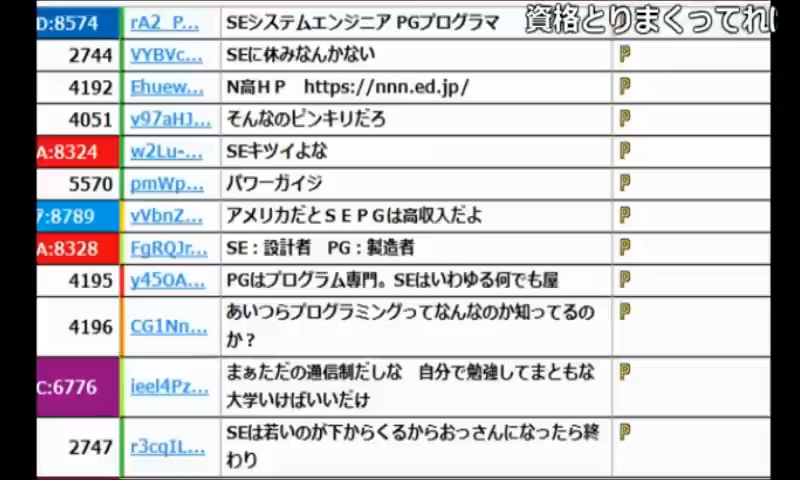 資格とりまくってれ
D:8574 rA2_P... SEシステムエンジニア PGプログラマ
2744 VYBVc... SEに休みなんかない P
4192 Ehuew... N高HP https://nnn.ed.jp/ P
4051 v97aHJ... そんなのピンキリだろ P
A:8324 w2Lu-... SEキツイよな P
5570 pmWp... パワーガイジ P
7:8789 vVbnZ... アメリカだとSEPGは高収入だよ P
A:8328 FgRQJr... SE：設計者 PG：製造者 P
4195 y45OA... PGはプログラム専門。SEはいわゆる何でも屋 P
4196 CG1Nn... あいつらプログラミングってなんなのか知ってるの P
か？
C:6776 ieel4Pz... まぁただの通信制だしな 自分で勉強してまともな P
大学いけばいいだけ
2747 r3cqIL... SEは若いのが下からくるからおっさんになったら終 P
わり